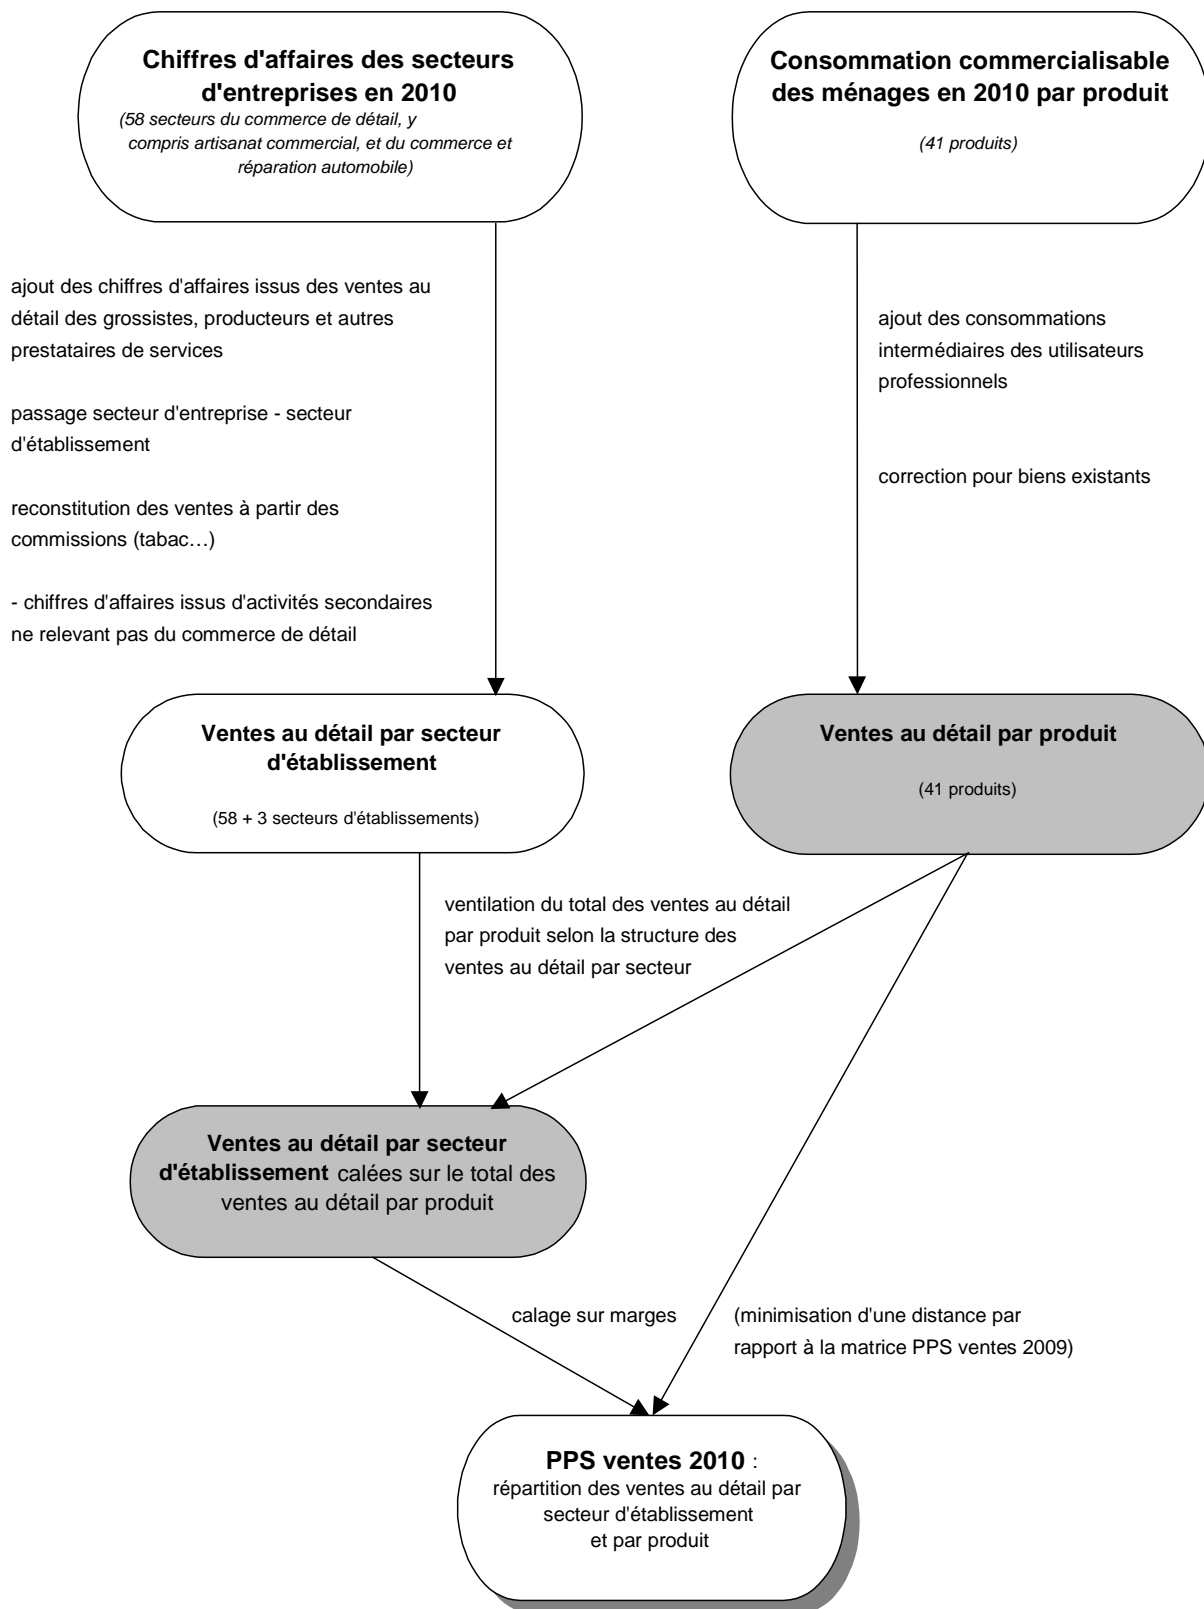 Chiffres d'affaires des secteurs
d'entreprises en 2010
(58 secteurs du commerce de détail, y
compris artisanat commercial, et du commerce et
réparation automobile)
Consommation commercialisable
des ménages en 2010 par produit
(41 produits)
ajout des chiffres d'affaires issus des ventes au
détail des grossistes, producteurs et autres
prestataires de services
passage secteur d'entreprise - secteur
d'établissement
reconstitution des ventes à partir des
commissions (tabac…)
- chiffres d'affaires issus d'activités secondaires
ne relevant pas du commerce de détail
ajout des consommations
intermédiaires des utilisateurs
professionnels
correction pour biens existants
Ventes au détail par secteur
d'établissement
(58 + 3 secteurs d'établissements)
Ventes au détail par produit
(41 produits)
ventilation du total des ventes au détail
par produit selon la structure des
ventes au détail par secteur
Ventes au détail par secteur
d'établissement calées sur le total des
ventes au détail par produit
calage sur marges
(minimisation d'une distance par
rapport à la matrice PPS ventes 2009)
PPS ventes 2010 :
répartition des ventes au détail par
secteur d'établissement
et par produit